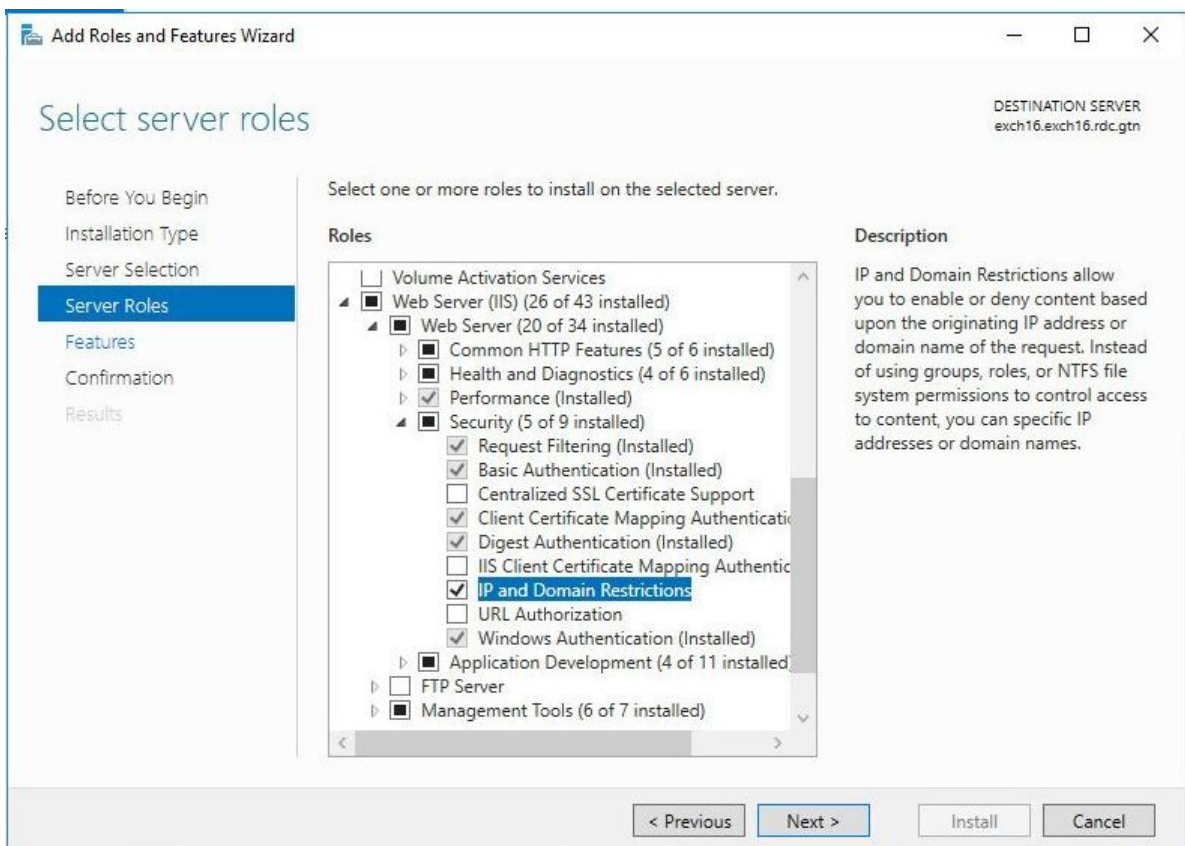 Add Roles and Features Wizard
Select server roles
DESTINATION SERVER
exch16.exch16.rdc.gtn
Before You Begin
Installation Type
Server Selection
Server Roles
Features
Confirmation
Results
Select one or more roles to install on the selected server.
Roles
Volume Activation Services
Web Server (IIS) (26 of 43 installed)
Web Server (20 of 34 installed)
Common HTTP Features (5 of 6 installed)
Health and Diagnostics (4 of 6 installed)
Performance (Installed)
Security (5 of 9 installed)
Request Filtering (Installed)
Basic Authentication (Installed)
Centralized SSL Certificate Support
Client Certificate Mapping Authenticatic
Digest Authentication (Installed)
IIS Client Certificate Mapping Authentic
IP and Domain Restrictions
URL Authorization
Windows Authentication (Installed)
Application Development (4 of 11 installed)
FTP Server
Management Tools (6 of 7 installed)
Description
IP and Domain Restrictions allow
you to enable or deny content based
upon the originating IP address or
domain name of the request. Instead
of using groups, roles, or NTFS file
system permissions to control access
to content, you can specific IP
addresses or domain names.
< Previous
Next >
Install
Cancel